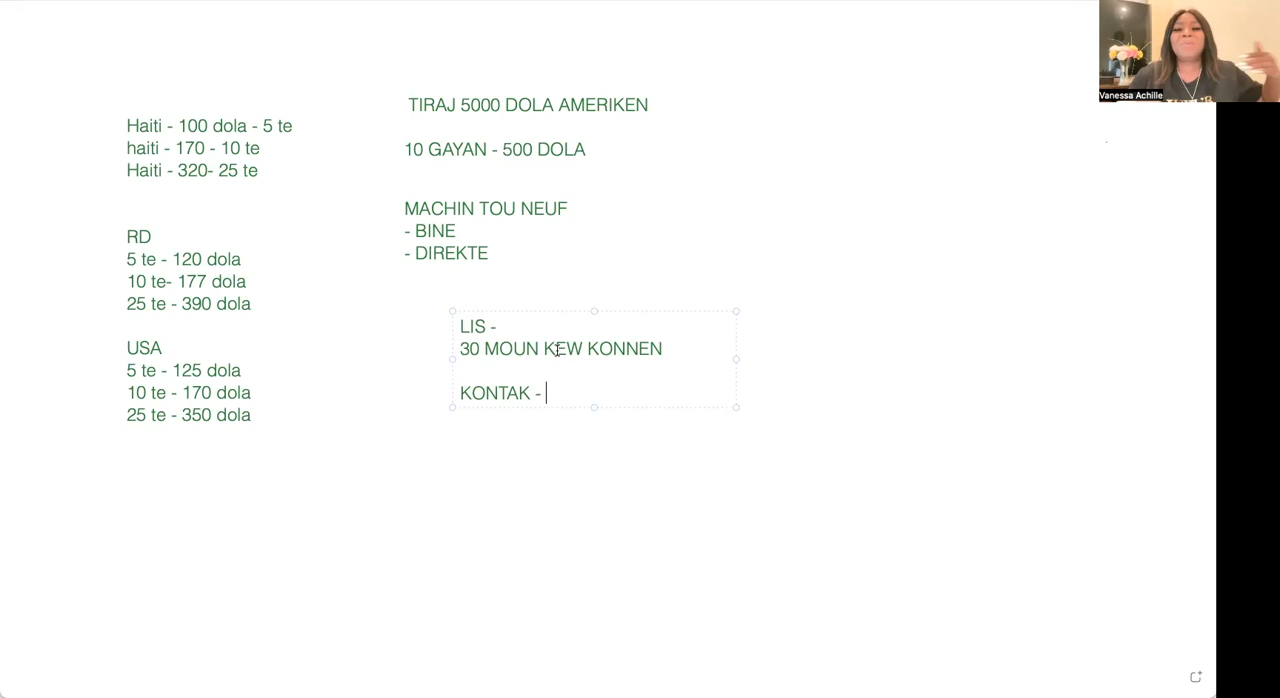 Haiti - 100 dola - 5 te
haiti - 170 - 10 te
Haiti - 320- 25 te
RD
5 te - 120 dola
10 te- 177 dola
25 te - 390 dola
USA
5 te - 125 dola
10 te - 170 dola
25 te - 350 dola
TIRAJ 5000 DOLA AMERIKEN
10 GAYAN - 500 DOLA
MACHIN TOU NEUF
- BINE
- DIREKTE
LIS -
30 MOUN KEW KONNEN
KONTAK -
Vanessa Achille